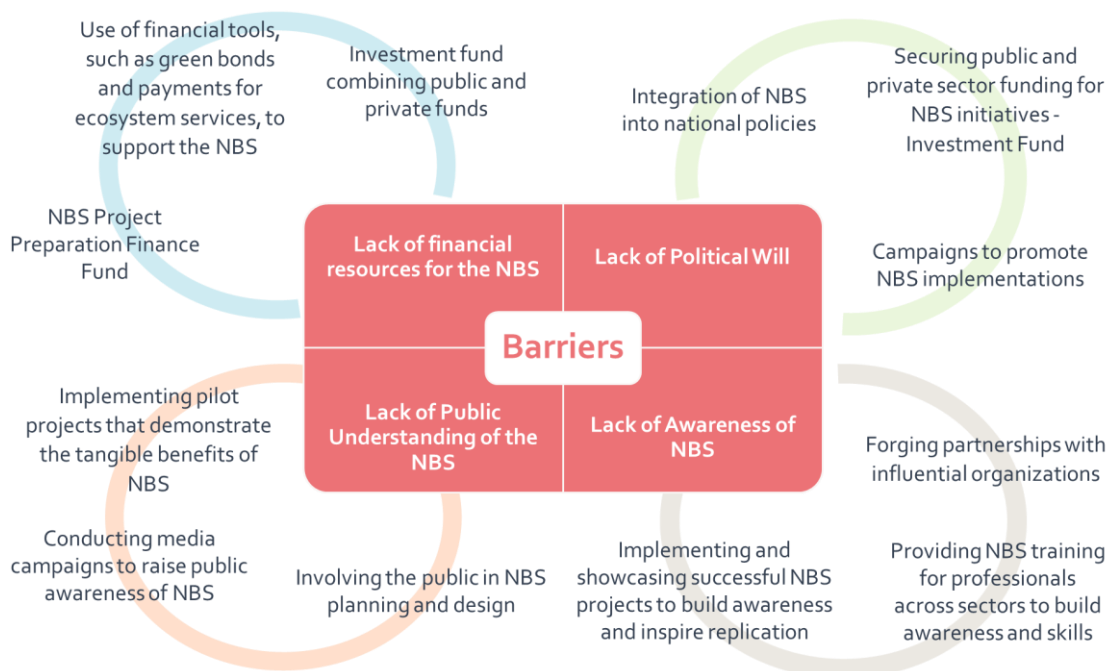 Use of financial tools,
such as green bonds
and payments for
ecosystem services, to
support the NBS
Investment fund
combining public and
private funds
NBS Project
Preparation Finance
Fund
Integration of NBS
into national policies
Securing public and
private sector funding for
NBS initiatives -
Investment Fund
Campaigns to promote
NBS implementations
Lack of financial
resources for the NBS
Lack of Political Will
Barriers
Lack of Public
Understanding of the
NBS
Lack of Awareness of
NBS
Implementing pilot
projects that demonstrate
the tangible benefits of
NBS
Conducting media
campaigns to raise public
awareness of NBS
Involving the public in NBS
planning and design
Forging partnerships with
influential organizations
Implementing and
showcasing successful NBS
projects to build awareness
and inspire replication
Providing NBS training
for professionals
across sectors to build
awareness and skills